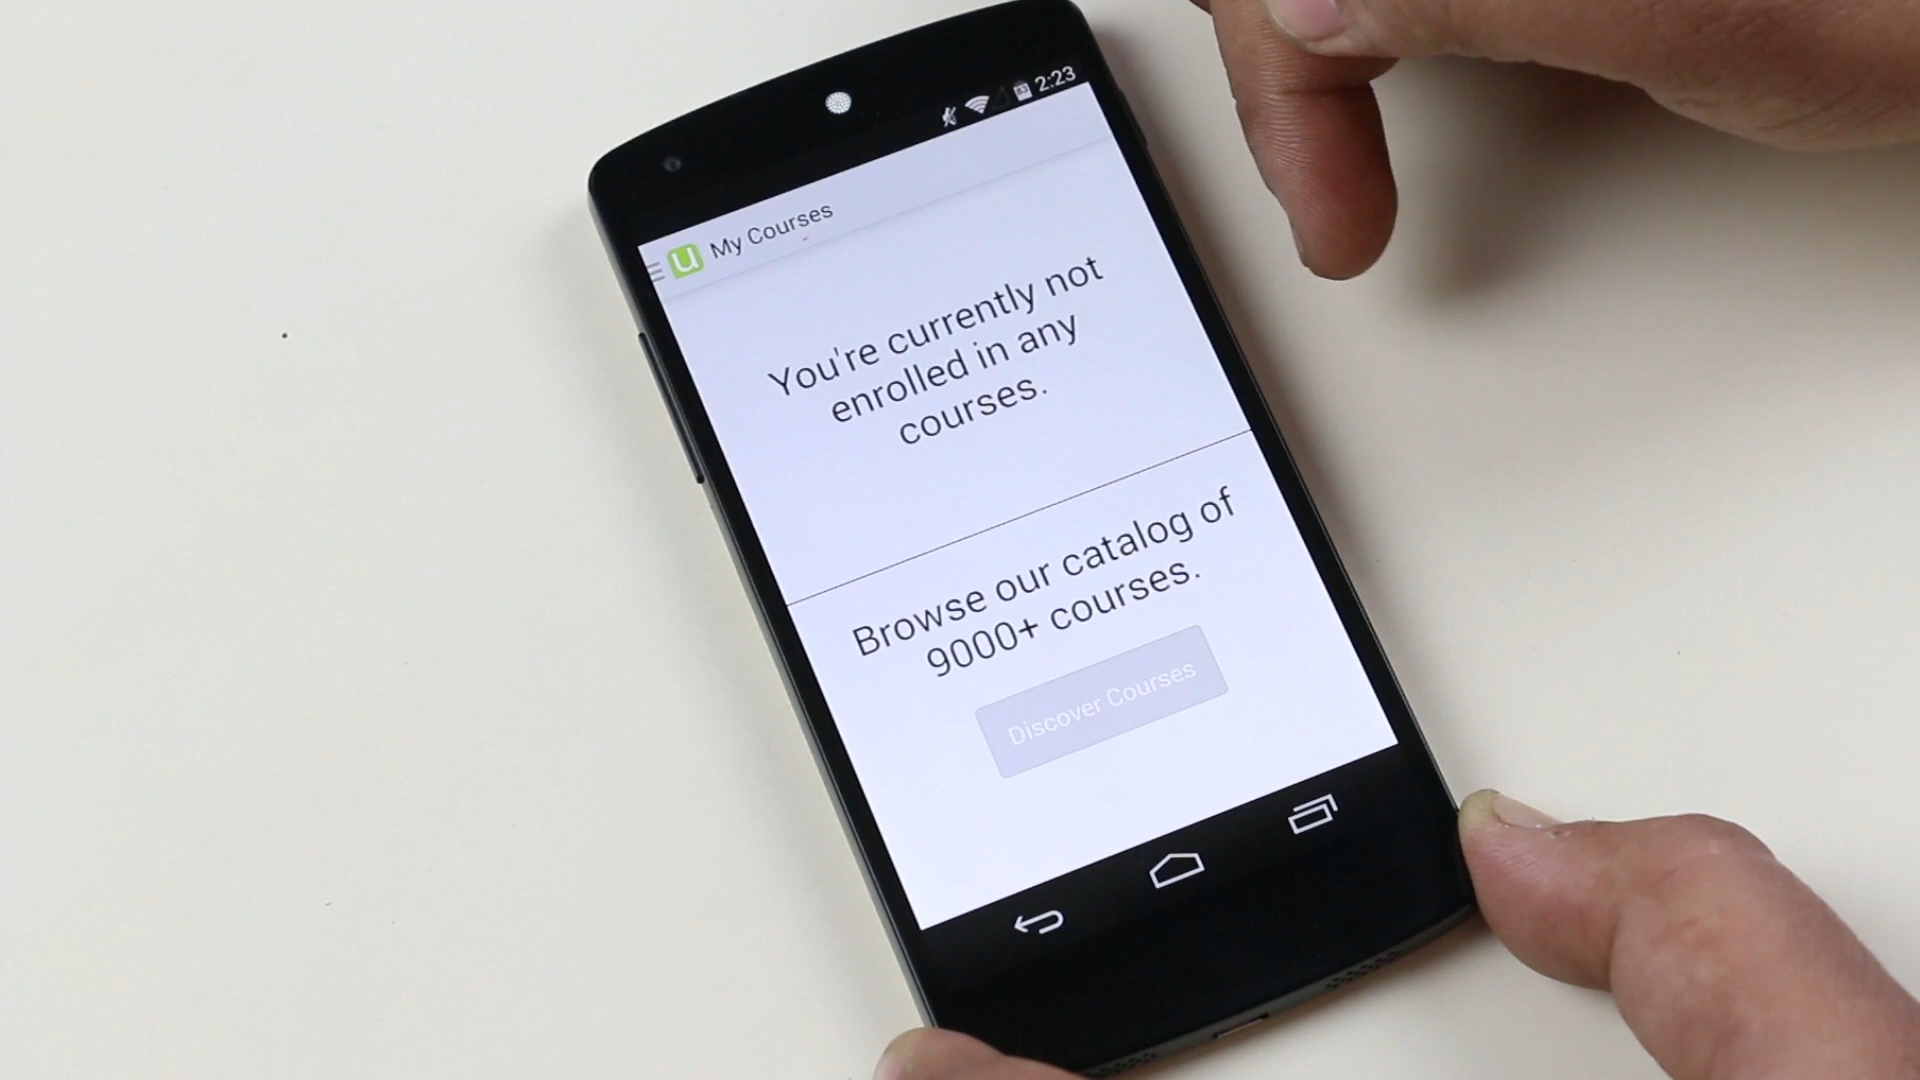 2:23
u My Courses
You're currently not
enrolled in any
courses.
Browse our catalog of
9000+ courses.
Discover Courses